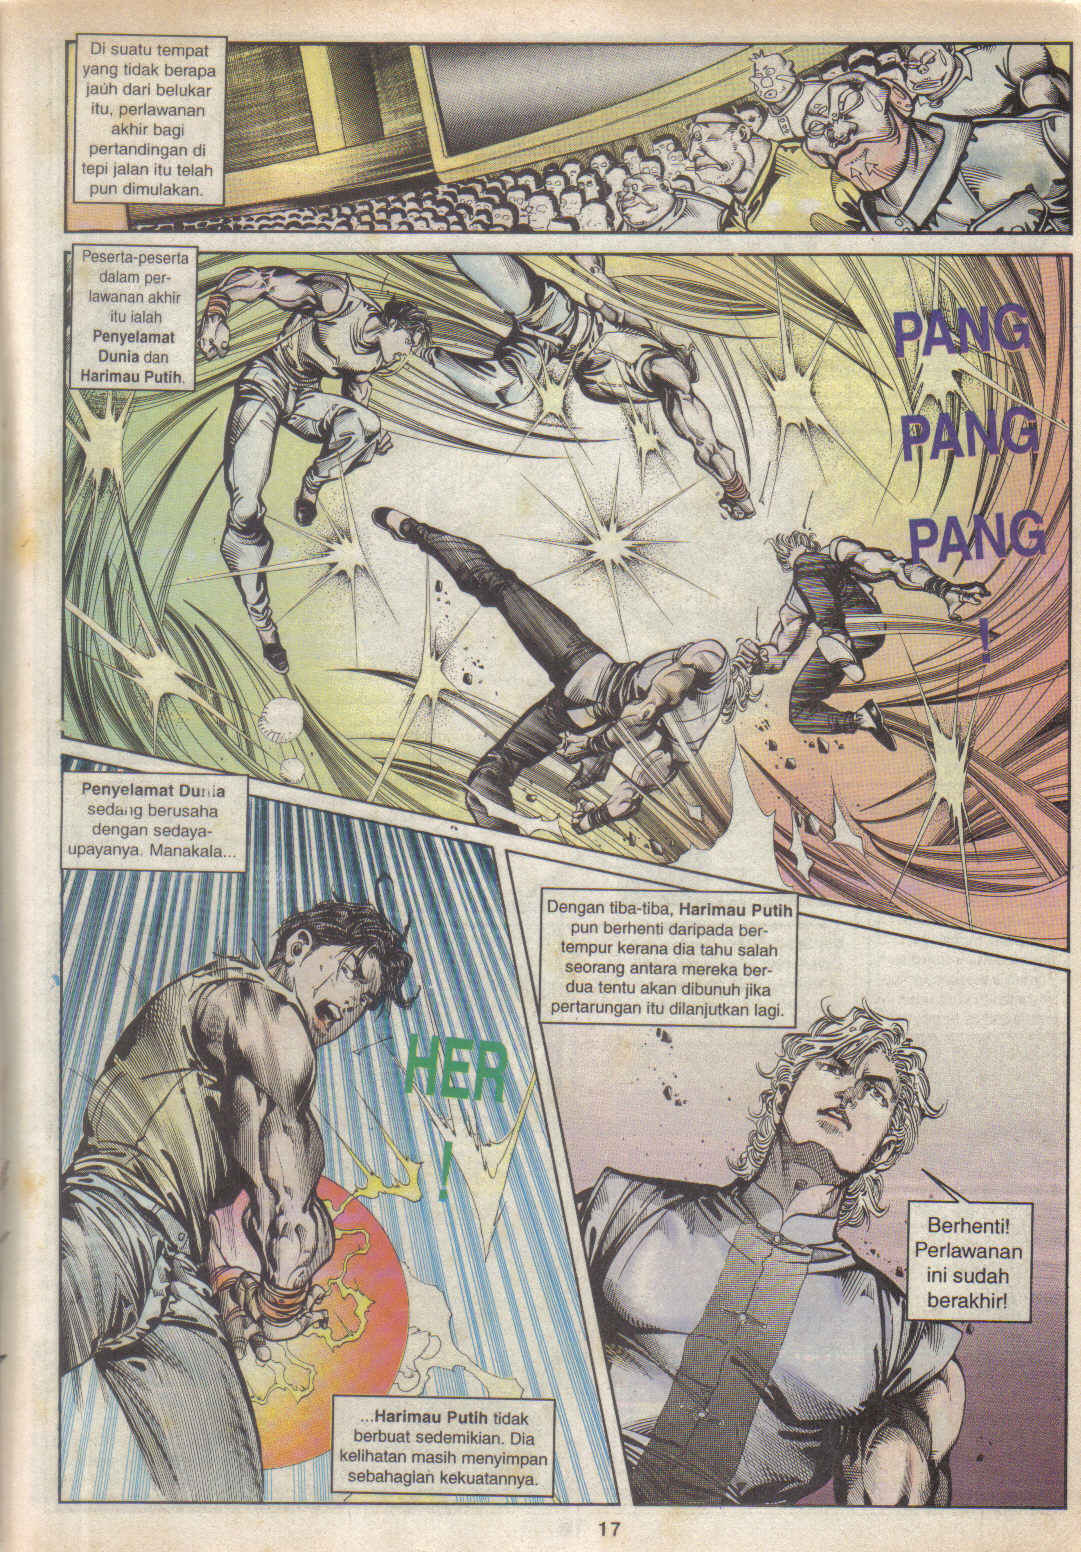 Di suatu tempat
yang tidak berapa
jauh dari belukar
itu, perlawanan
akhir bagi
pertandingan di
tepi jalan itu telah
pun dimulakan.
Peserta-peserta
dalam per-
lawanan akhir
itu ialah
Penyelamat
Dunia dan
Harimau Putih.
PANG
PANG
PANG
!
Penyelamat Dunia
sedang berusaha
dengan sedaya-
upayanya. Manakala...
HER
!
...Harimau Putih tidak
berbuat sedemikian. Dia
kelihatan masih menyimpan
sebahagian kekuatannya.
Dengan tiba-tiba, Harimau Putih
pun berhenti daripada ber-
tempur kerana dia tahu salah
seorang antara mereka ber-
dua tentu akan dibunuh jika
pertarungan itu dilanjutkan lagi.
Berhenti!
Perlawanan
ini sudah
berakhir!
17